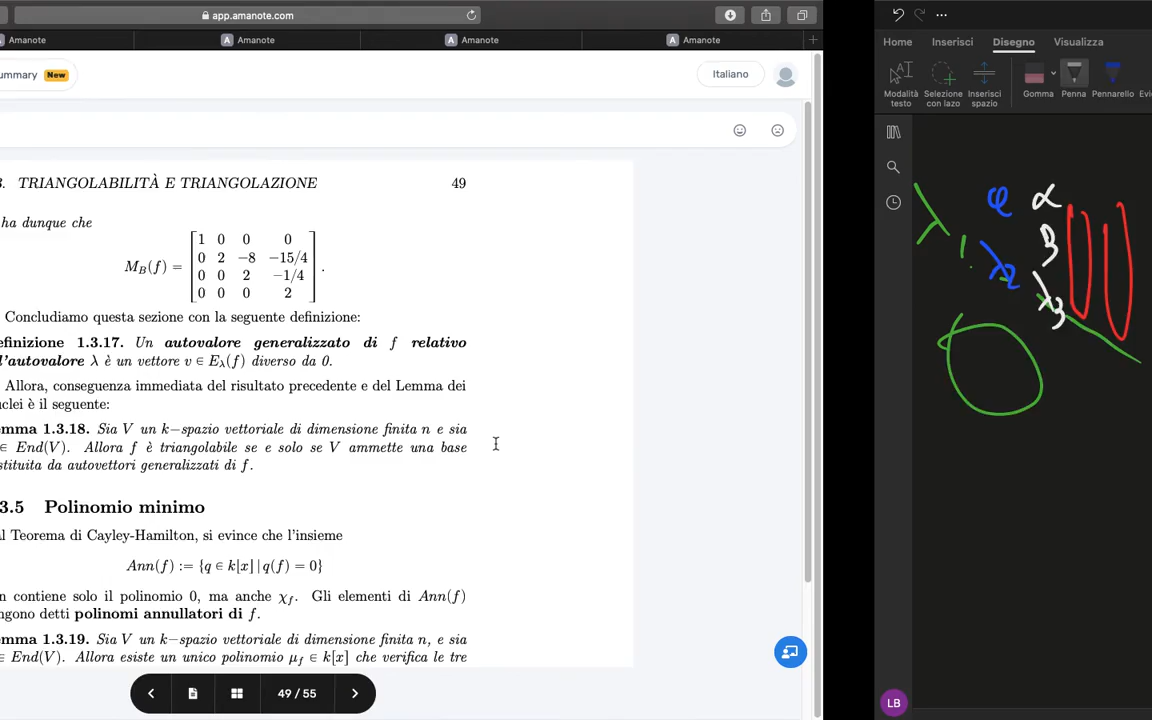 app.amanote.com
Amanote
Amanote
Amanote
Amanote
ummary New
Italiano
3. TRIANGOLABILITÀ E TRIANGOLAZIONE 49
ha dunque che
M_B(f) =
1 0 0 0
0 2 −8 −15/4
0 0 2 −1/4
0 0 0 2
.
Concludiamo questa sezione con la seguente definizione:
efinizione 1.3.17. Un autovalore generalizzato di f relativo
l'autovalore λ è un vettore v ∈ E_λ(f) diverso da 0.
Allora, conseguenza immediata del risultato precedente e del Lemma dei
uclei è il seguente:
mma 1.3.18. Sia V un k−spazio vettoriale di dimensione finita n e sia
∈ End(V). Allora f è triangolabile se e solo se V ammette una base
stituita da autovettori generalizzati di f.
3.5 Polinomio minimo
al Teorema di Cayley-Hamilton, si evince che l'insieme
Ann(f) := {q ∈ k[x] | q(f) = 0}
n contiene solo il polinomio 0, ma anche χ_f. Gli elementi di Ann(f)
ngono detti polinomi annullatori di f.
mma 1.3.19. Sia V un k−spazio vettoriale di dimensione finita n, e sia
∈ End(V). Allora esiste un unico polinomio μ_f ∈ k[x] che verifica le tre
49 / 55
Home Inserisci Disegno Visualizza
Modalità testo
Selezione con lazo
Inserisci spazio
Gomma
Penna
Pennarello
Evi
α
LB